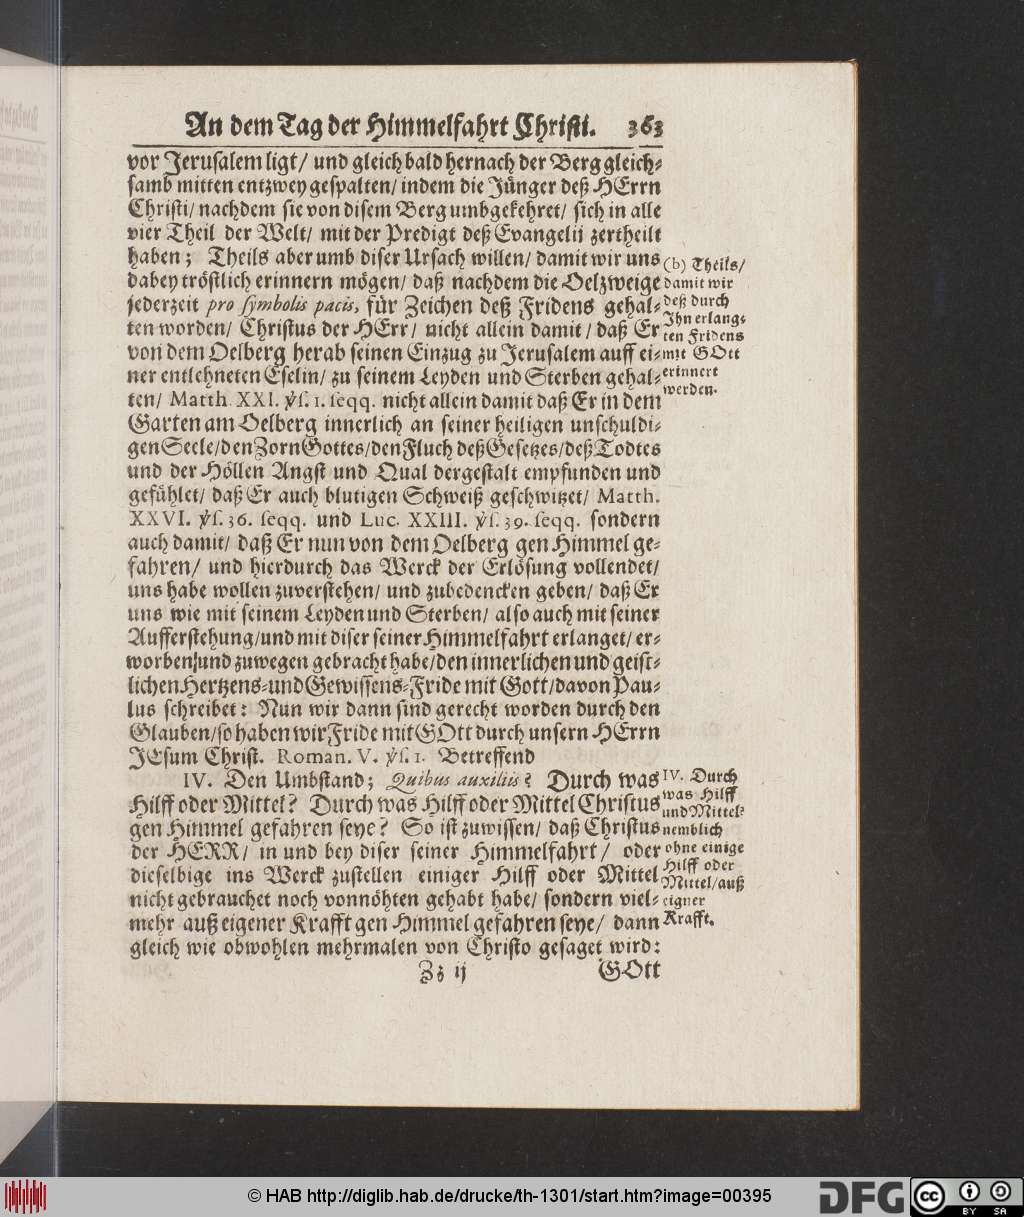 An dem Tag der Himmelfahrt Christi. 363
vor Jerusalem ligt/ und gleich bald hernach der Berg gleich-
samb mitten entzwey gespalten/ indem die Jünger deß HErrn
Christi/ nachdem sie von disem Berg umbgekehret/ sich in alle
vier Theil der Welt/ mit der Predigt deß Evangelii zertheilt
haben; Theils aber umb diser Ursach willen/ damit wir uns
dabey tröstlich erinnern mögen/ daß nachdem die Oelzweige
jederzeit pro symbolis pacis, für Zeichen deß Fridens gehal-
ten worden/ Christus der HErr/ nicht allein damit/ daß Er
von dem Oelberg herab seinen Einzug zu Jerusalem auff ei-
ner entlehneten Eselin/ zu seinem Leyden und Sterben gehal-
ten/ Matth. XXI. ℣s. 1. seqq. nicht allein damit daß Er in dem
Garten am Oelberg innerlich an seiner heiligen unschuldi-
gen Seele/ den Zorn Gottes/ den Fluch deß Gesetzes/ deß Todtes
und der Höllen Angst und Qual dergestalt empfunden und
gefühlet/ daß Er auch blutigen Schweiß geschwitzet/ Matth.
XXVI. ℣s. 36. seqq. und Luc. XXIII. ℣s. 39. seqq. sondern
auch damit/ daß Er nun von dem Oelberg gen Himmel ge-
fahren/ und hierdurch das Werck der Erlösung vollendet/
uns habe wollen zuverstehen/ und zubedencken geben/ daß Er
uns wie mit seinem Leyden und Sterben/ also auch mit seiner
Aufferstehung/ und mit diser seiner Himmelfahrt erlanget/ er-
worben/ und zuwegen gebracht habe/ den innerlichen und geist-
lichen Hertzens- und Gewissens-Fride mit Gott/ davon Pau-
lus schreibet: Nun wir dann sind gerecht worden durch den
Glauben/ so haben wir Fride mit GOtt durch unsern HErrn
JEsum Christ. Roman. V. ℣s. 1. Betreffend
IV. Den Umbstand; Quibus auxiliis? Durch was
Hilff oder Mittel? Durch was Hilff oder Mittel Christus
gen Himmel gefahren seye? So ist zuwissen/ daß Christus
der HERR/ in und bey diser seiner Himmelfahrt/ oder
dieselbige ins Werck zustellen einiger Hilff oder Mittel
nicht gebrauchet noch vonnöhten gehabt habe/ sondern viel-
mehr auß eigener Krafft gen Himmel gefahren seye/ dann
gleich wie obwohlen mehrmalen von Christo gesaget wird:
Zz ij GOtt
(b) Theils/
damit wir
deß durch
Ihn erlang-
ten Fridens
mit GOtt
erinnert
werden.
IV. Durch
was Hilff
und Mittel?
nemblich
ohne einige
Hilff oder
Mittel/ auß
eigner
Krafft.
© HAB http://diglib.hab.de/drucke/th-1301/start.htm?image=00395
DFG
cc BY SA